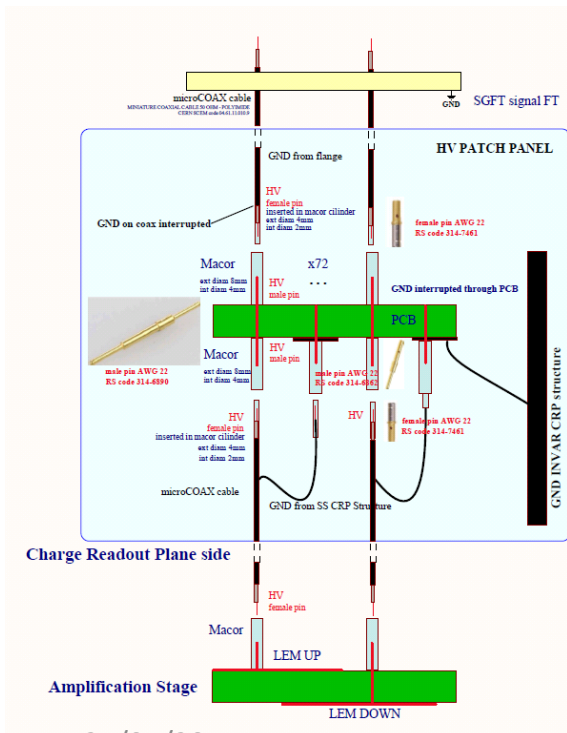 microCOAX cable
MINIATURE COAXIAL CABLE 50 OHM - POLYIMIDE
CERN SCEM code 04.61.11.010.9
GND
SGFT signal FT
HV PATCH PANEL
GND from flange
HV
female pin
inserted in macor cilinder
ext diam 4mm
int diam 2mm
GND on coax interrupted
female pin AWG 22
RS code 314-7461
Macor
ext diam 8mm
int diam 4mm
HV
male pin
x72
...
GND interrupted through PCB
PCB
Macor
ext diam 8mm
int diam 4mm
HV
male pin
male pin AWG 22
RS code 314-6890
male pin AWG 22
RS code
HV
female pin
inserted in macor cilinder
ext diam 4mm
int diam 2mm
HV
female pin AWG 22
RS code 314-7461
microCOAX cable
GND from SS CRP Structure
GND INVAR CRP structure
Charge Readout Plane side
HV
female pin
Macor
LEM UP
Amplification Stage
LEM DOWN